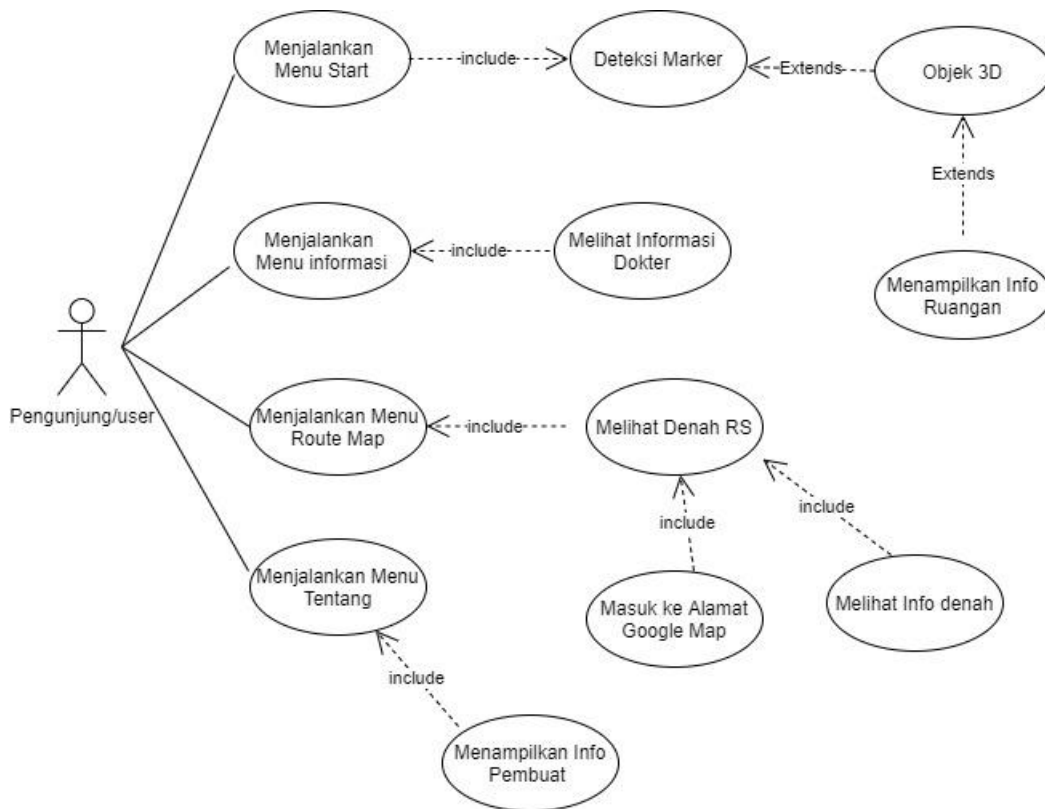 Menjalankan
Menu Start
include
Deteksi Marker
Extends
Objek 3D
Extends
Menjalankan
Menu informasi
include
Melihat Informasi
Dokter
Menampilkan Info
Ruangan
Pengunjung/user
Menjalankan Menu
Route Map
include
Melihat Denah RS
include
include
Menjalankan Menu
Tentang
Masuk ke Alamat
Google Map
Melihat Info denah
include
Menampilkan Info
Pembuat